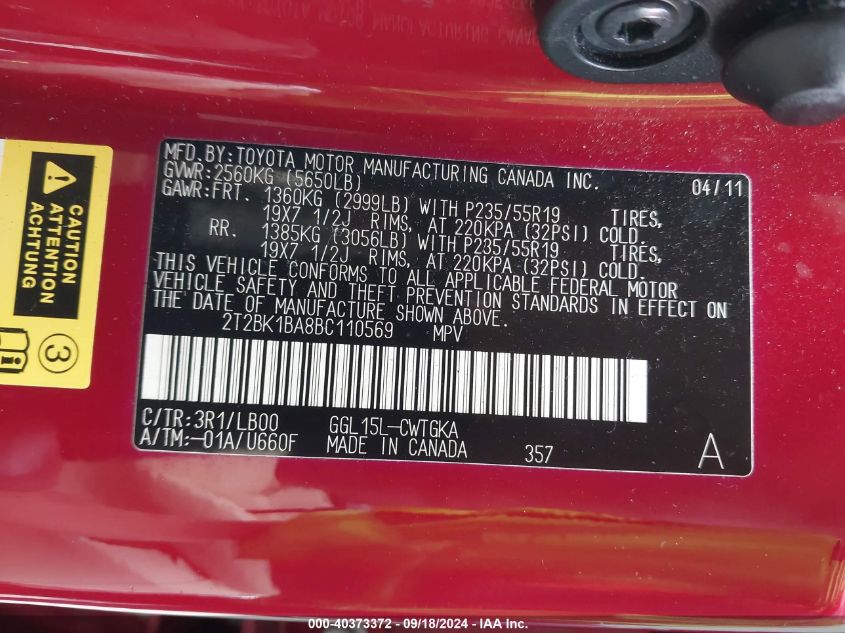 MFD.BY:TOYOTA MOTOR MANUFACTURING CANADA INC. 04/11
GVWR:2560KG (5650LB)
GAWR:FRT. 1360KG (2999LB) WITH P235/55R19 TIRES,
19X7 1/2J RIMS, AT 220KPA (32PSI) COLD.
RR. 1385KG (3056LB) WITH P235/55R19 TIRES,
19X7 1/2J RIMS, AT 220KPA (32PSI) COLD.
THIS VEHICLE CONFORMS TO ALL APPLICABLE FEDERAL MOTOR
VEHICLE SAFETY AND THEFT PREVENTION STANDARDS IN EFFECT ON
THE DATE OF MANUFACTURE SHOWN ABOVE.
2T2BK1BA8BC110569 MPV
C/TR:3R1/LB00 GGL15L-CWTGKA
A/TM:-01A/U660F MADE IN CANADA 357 A
CAUTION
ATTENTION
3
000-40373372 - 09/18/2024 - IAA Inc.